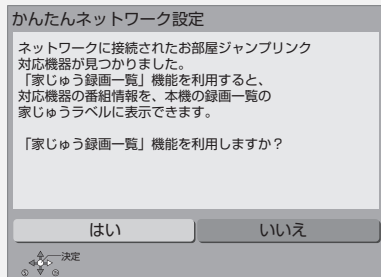 かんたんネットワーク設定
ネットワークに接続されたお部屋ジャンプリンク
対応機器が見つかりました。
「家じゅう録画一覧」機能を利用すると、
対応機器の番組情報を、本機の録画一覧の
家じゅうラベルに表示できます。
「家じゅう録画一覧」機能を利用しますか？
はい いいえ
決定